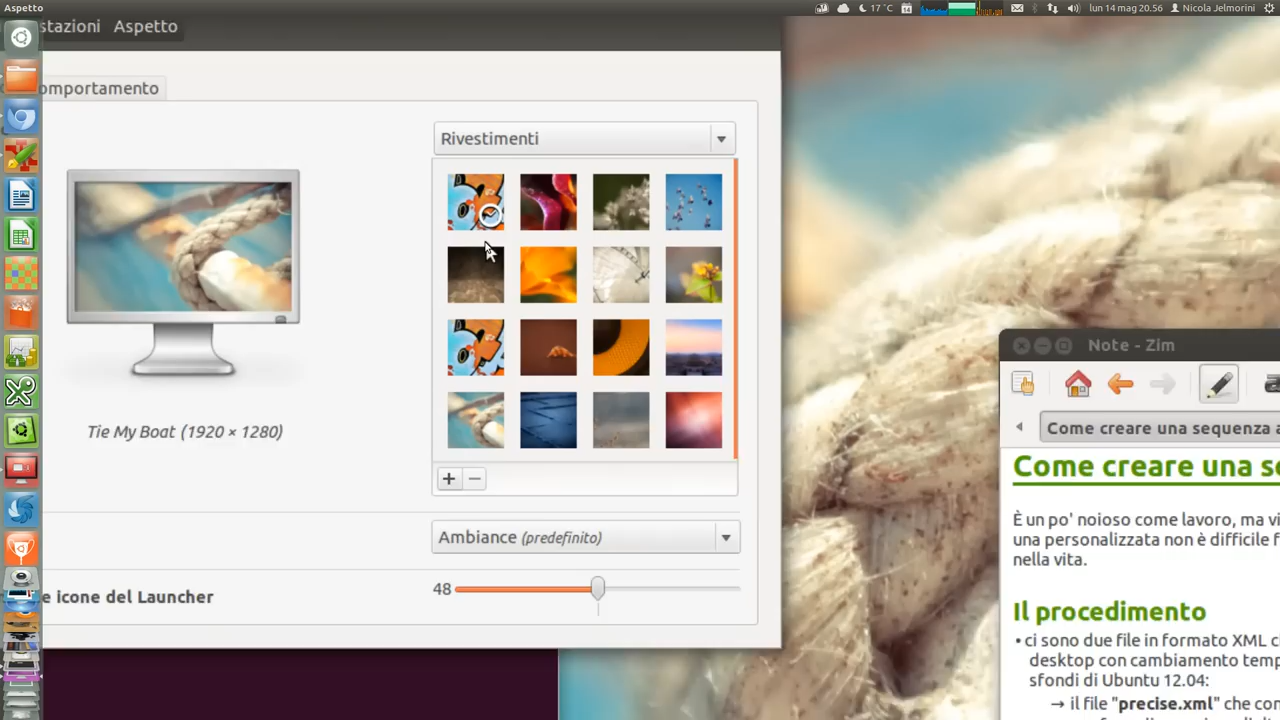 Aspetto
17 °C
14
lun 14 mag 20.56
Nicola Jelmorini
stazioni Aspetto
omportamento
Rivestimenti
Tie My Boat (1920 × 1280)
Ambiance (predefinito)
48
e icone del Launcher
Note - Zim
a
Come creare una sequenza a
Come creare una s
È un po' noioso come lavoro, ma vi
una personalizzata non è difficile f
nella vita.
Il procedimento
• ci sono due file in formato XML c
desktop con cambiamento temp
sfondi di Ubuntu 12.04:
→ il file "precise.xml" che con